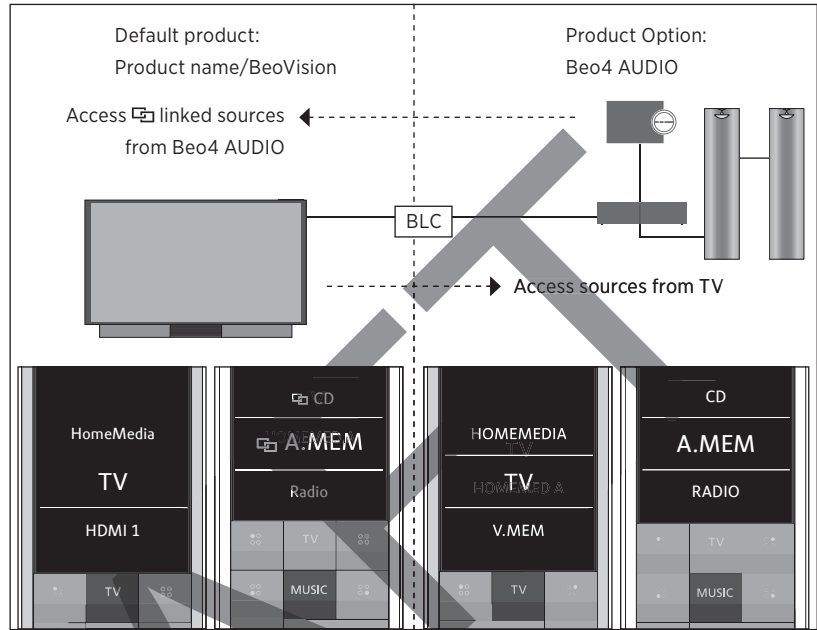 Default product:
Product name/BeoVision
Product Option:
Beo4 AUDIO
Access linked sources
from Beo4 AUDIO
BLC
Access sources from TV
HomeMedia
TV
HDMI 1
TV
CD
A.MEM
Radio
TV
MUSIC
HOMEMEDIA
TV
V.MEM
TV
CD
A.MEM
RADIO
TV
MUSIC